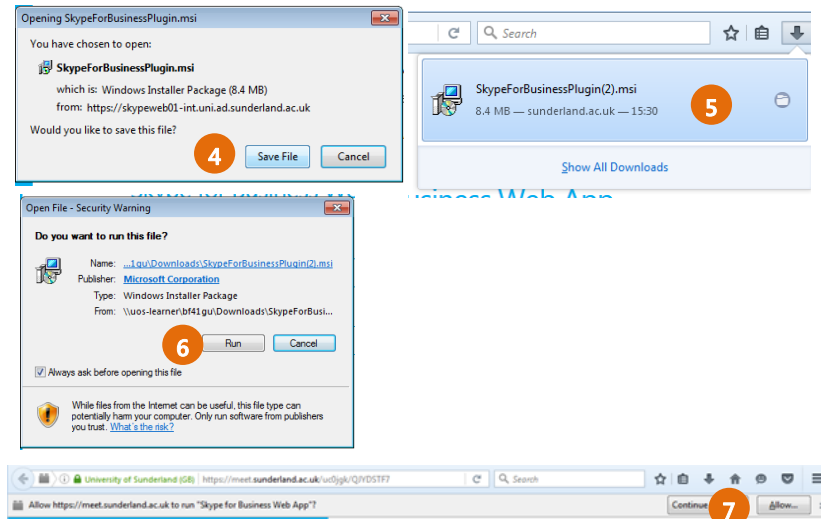 Opening SkypeForBusinessPlugin.msi
You have chosen to open:
SkypeForBusinessPlugin.msi
which is: Windows Installer Package (8.4 MB)
from: https://skypeweb01-int.uni.ad.sunderland.ac.uk
Would you like to save this file?
4
Save File
Cancel
Search
SkypeForBusinessPlugin(2).msi
8.4 MB — sunderland.ac.uk — 15:30
5
Show All Downloads
Open File - Security Warning
Do you want to run this file?
Name: ...1gu\Downloads\SkypeForBusinessPlugin(2).msi
Publisher: Microsoft Corporation
Type: Windows Installer Package
From: \\uos-learner\bf41gu\Downloads\SkypeForBusi...
6
Run
Cancel
Always ask before opening this file
While files from the Internet can be useful, this file type can
potentially harm your computer. Only run software from publishers
you trust. What's the risk?
University of Sunderland (GB) https://meet.sunderland.ac.uk/uc0jgk/QJYDSTF7
Search
Allow https://meet.sunderland.ac.uk to run "Skype for Business Web App"?
Continue
7
Allow...